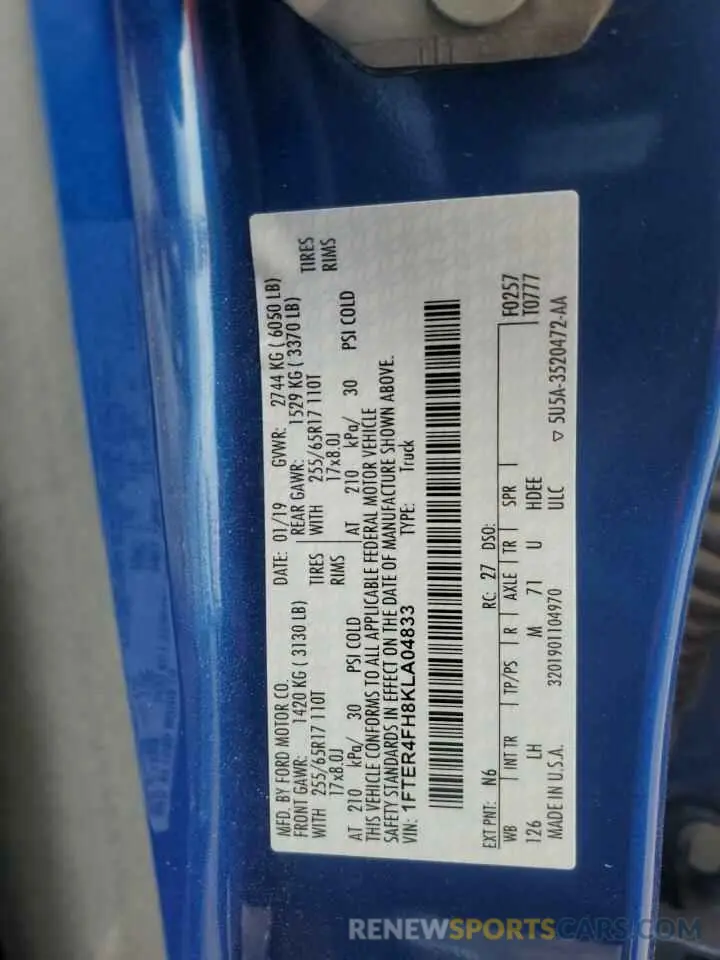 MFD. BY FORD MOTOR CO.
DATE: 01/19 GVWR: 2744 KG ( 6050 LB)
FRONT GAWR: 1420 KG ( 3130 LB) REAR GAWR: 1529 KG ( 3370 LB)
WITH 255/65R17 110T TIRES WITH 255/65R17 110T TIRES
17x8.0J RIMS 17x8.0J RIMS
AT 210 kPa/ 30 PSI COLD AT 210 kPa/ 30 PSI COLD
THIS VEHICLE CONFORMS TO ALL APPLICABLE FEDERAL MOTOR VEHICLE
SAFETY STANDARDS IN EFFECT ON THE DATE OF MANUFACTURE SHOWN ABOVE.
VIN: 1FTER4FH8KLA04833 TYPE: Truck
EXT PNT: N6 RC: 27 DSO:
WB INT TR TP/PS R AXLE TR SPR F0257
126 LH M 71 U HDEE T0777
MADE IN U.S.A. 3201901104970 ULC ▽ 5U5A-3520472-AA
RENEWSPORTSCARS.COM